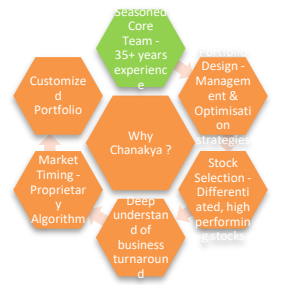 Seasoned
Core
Team -
35+ years
experienc
e
Portfolio
Design -
Managem
ent &
Optimisati
on
strategies
Stock
Selection -
Differenti
ated, high
performin
g stocks
Deep
understan
d of
business
turnaroun
d
Market
Timing -
Proprietar
y
Algorithm
Customize
d
Portfolio
Why
Chanakya ?